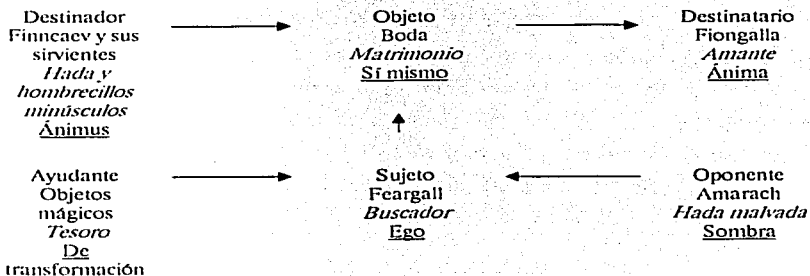 Destinador
Finncaev y sus
sirvientes
Hada y
hombrecillos
minúsculos
Ánimus
Objeto
Boda
Matrimonio
Sí mismo
Destinatario
Fiongalla
Amante
Ánima
Ayudante
Objetos
mágicos
Tesoro
De
transformación
Sujeto
Feargall
Buscador
Ego
Oponente
Amarach
Hada malvada
Sombra